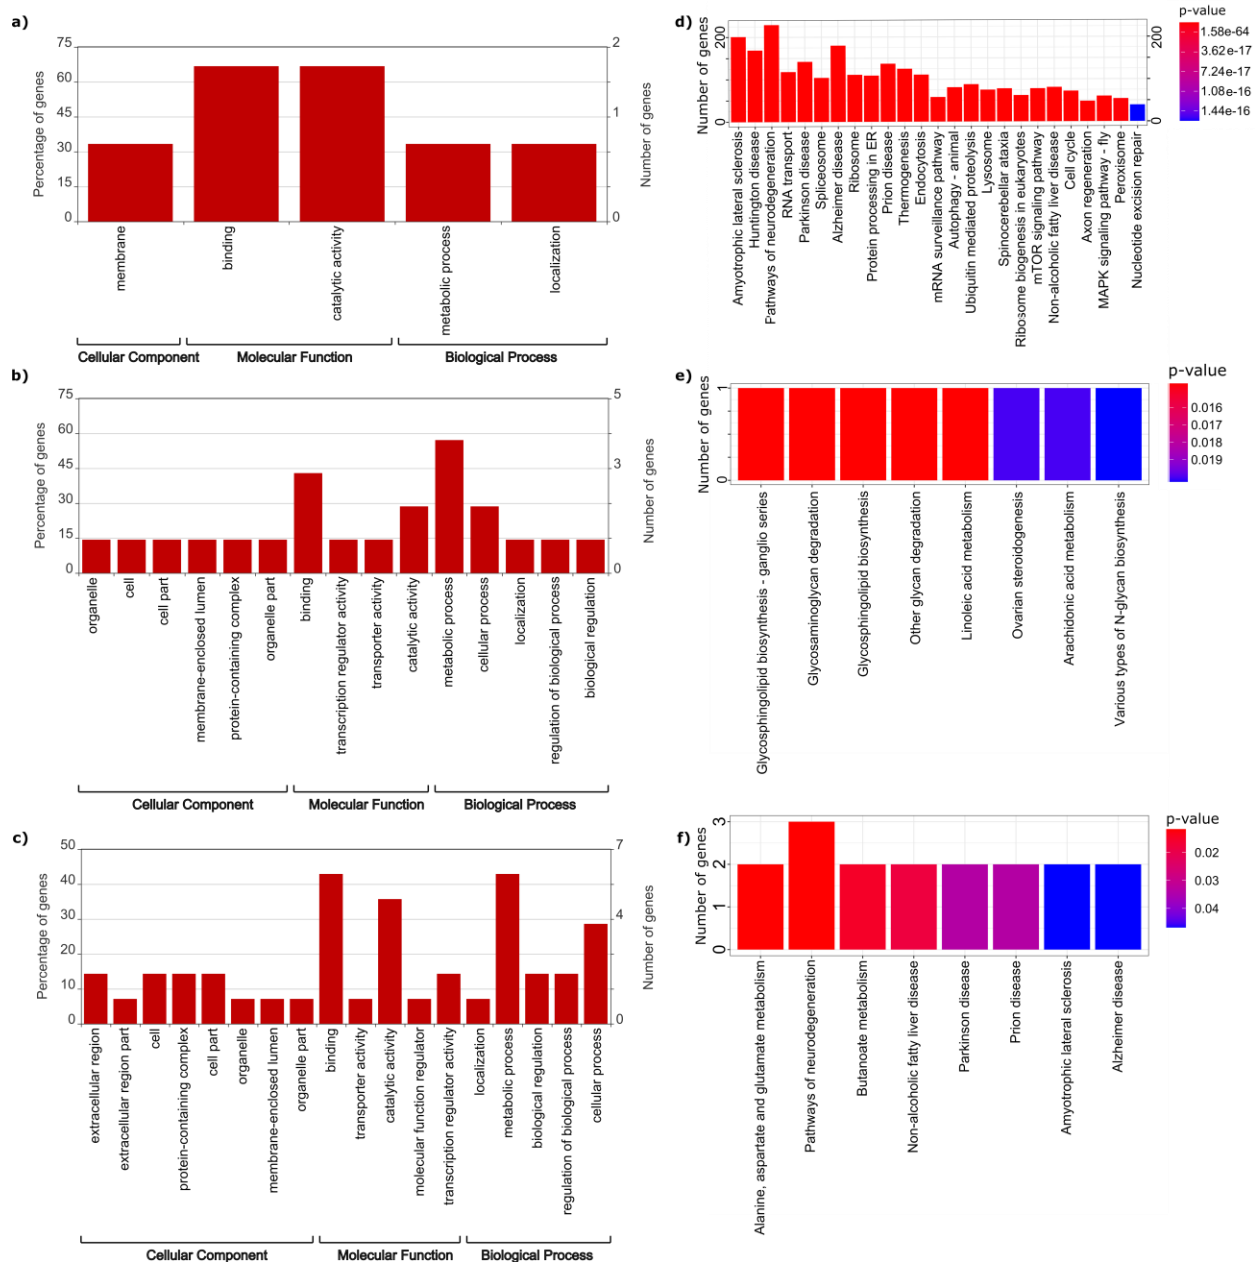 a)
75
60
45
30
15
0
Percentage of genes
2
1
0
Number of genes
membrane
binding
catalytic activity
metabolic process
localization
Cellular Component
Molecular Function
Biological Process
b)
75
60
45
30
15
0
Percentage of genes
5
3
0
Number of genes
organelle
cell
cell part
membrane-enclosed lumen
protein-containing complex
organelle part
binding
transcription regulator activity
transporter activity
catalytic activity
metabolic process
cellular process
localization
regulation of biological process
biological regulation
Cellular Component
Molecular Function
Biological Process
c)
50
40
30
20
10
0
Percentage of genes
7
4
0
Number of genes
extracellular region
extracellular region part
cell
protein-containing complex
cell part
organelle
membrane-enclosed lumen
organelle part
binding
transporter activity
catalytic activity
molecular function regulator
transcription regulator activity
localization
metabolic process
biological regulation
regulation of biological process
cellular process
Cellular Component
Molecular Function
Biological Process
d)
Number of genes
200
0
200
0
Amyotrophic lateral sclerosis
Huntington disease
Pathways of neurodegeneration
RNA transport
Parkinson disease
Spliceosome
Alzheimer disease
Ribosome
Protein processing in ER
Prion disease
Thermogenesis
Endocytosis
mRNA surveillance pathway
Autophagy - animal
Ubiquitin mediated proteolysis
Lysosome
Spinocerebellar ataxia
Ribosome biogenesis in eukaryotes
mTOR signaling pathway
Non-alcoholic fatty liver disease
Cell cycle
Axon regeneration
MAPK signaling pathway - fly
Peroxisome
Nucleotide excision repair
p-value
1.58e-64
3.62e-17
7.24e-17
1.08e-16
1.44e-16
e)
Number of genes
1
0
Glycosphingolipid biosynthesis - ganglio series
Glycosaminoglycan degradation
Glycosphingolipid biosynthesis
Other glycan degradation
Linoleic acid metabolism
Ovarian steroidogenesis
Arachidonic acid metabolism
Various types of N-glycan biosynthesis
p-value
0.016
0.017
0.018
0.019
f)
Number of genes
3
2
1
0
Alanine, aspartate and glutamate metabolism
Pathways of neurodegeneration
Butanoate metabolism
Non-alcoholic fatty liver disease
Parkinson disease
Prion disease
Amyotrophic lateral sclerosis
Alzheimer disease
p-value
0.02
0.03
0.04